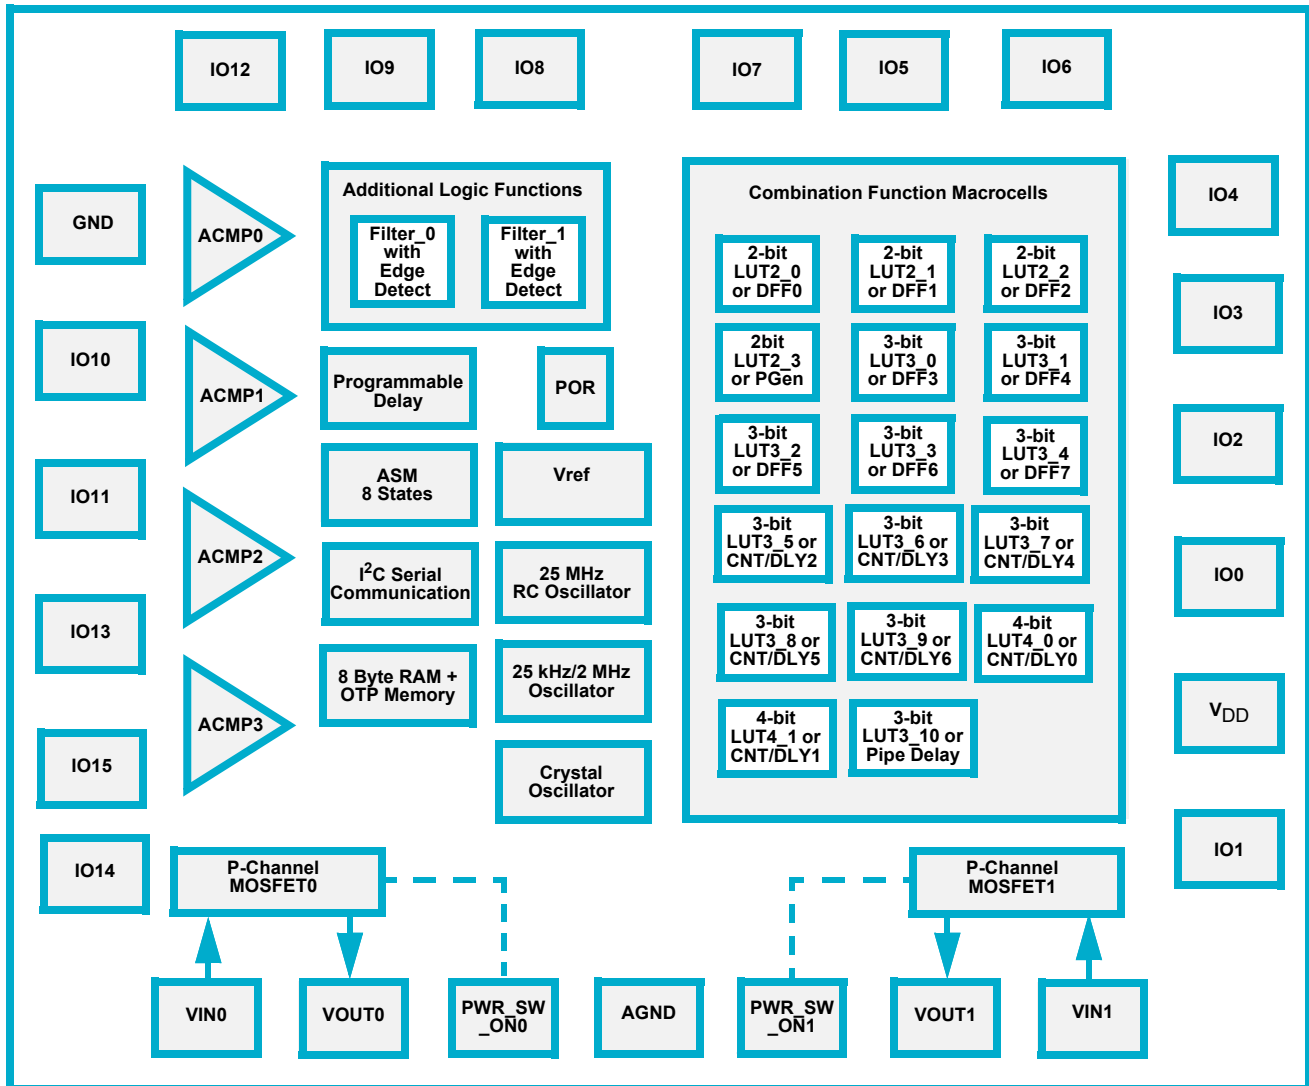 IO12
IO9
IO8
IO7
IO5
IO6
GND
IO10
IO11
IO13
IO15
IO14
ACMP0
ACMP1
ACMP2
ACMP3
Additional Logic Functions
Filter_0
with
Edge
Detect
Filter_1
with
Edge
Detect
Programmable
Delay
POR
ASM
8 States
Vref
I²C Serial
Communication
25 MHz
RC Oscillator
8 Byte RAM +
OTP Memory
25 kHz/2 MHz
Oscillator
Crystal
Oscillator
Combination Function Macrocells
2-bit
LUT2_0
or DFF0
2-bit
LUT2_1
or DFF1
2-bit
LUT2_2
or DFF2
2bit
LUT2_3
or PGen
3-bit
LUT3_0
or DFF3
3-bit
LUT3_1
or DFF4
3-bit
LUT3_2
or DFF5
3-bit
LUT3_3
or DFF6
3-bit
LUT3_4
or DFF7
3-bit
LUT3_5 or
CNT/DLY2
3-bit
LUT3_6 or
CNT/DLY3
3-bit
LUT3_7 or
CNT/DLY4
3-bit
LUT3_8 or
CNT/DLY5
3-bit
LUT3_9 or
CNT/DLY6
4-bit
LUT4_0 or
CNT/DLY0
4-bit
LUT4_1 or
CNT/DLY1
3-bit
LUT3_10 or
Pipe Delay
IO4
IO3
IO2
IO0
VDD
IO1
P-Channel
MOSFET0
P-Channel
MOSFET1
VIN0
VOUT0
PWR_SW
_ON0
AGND
PWR_SW
_ON1
VOUT1
VIN1